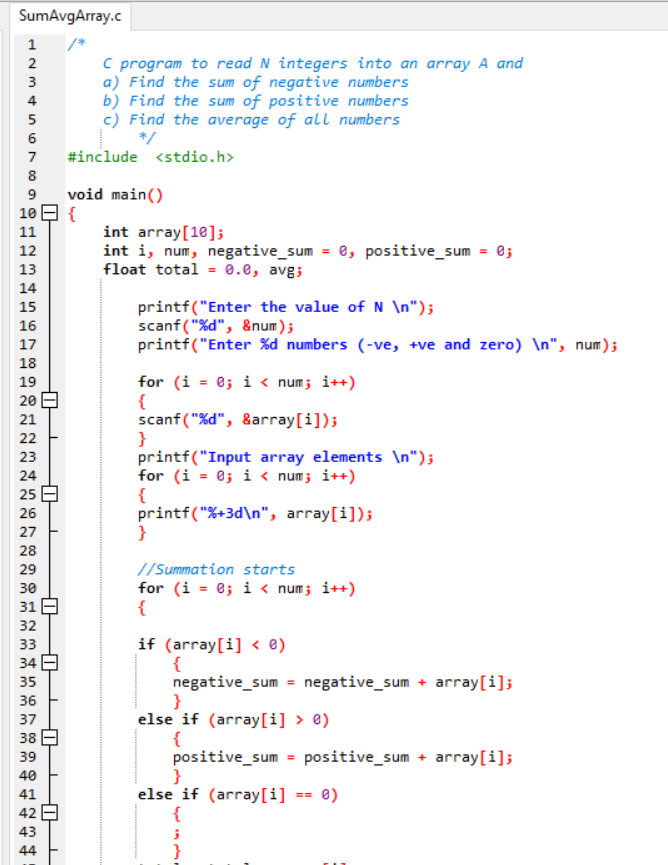 SumAvgArray.c
1 /*
2 C program to read N integers into an array A and
3 a) Find the sum of negative numbers
4 b) Find the sum of positive numbers
5 c) Find the average of all numbers
6 */
7 #include <stdio.h>
8
9 void main()
10 {
11 int array[10];
12 int i, num, negative_sum = 0, positive_sum = 0;
13 float total = 0.0, avg;
14
15 printf("Enter the value of N \n");
16 scanf("%d", &num);
17 printf("Enter %d numbers (-ve, +ve and zero) \n", num);
18
19 for (i = 0; i < num; i++)
20 {
21 scanf("%d", &array[i]);
22 }
23 printf("Input array elements \n");
24 for (i = 0; i < num; i++)
25 {
26 printf("%+3d\n", array[i]);
27 }
28
29 //Summation starts
30 for (i = 0; i < num; i++)
31 {
32
33 if (array[i] < 0)
34 {
35 negative_sum = negative_sum + array[i];
36 }
37 else if (array[i] > 0)
38 {
39 positive_sum = positive_sum + array[i];
40 }
41 else if (array[i] == 0)
42 {
43 ;
44 }